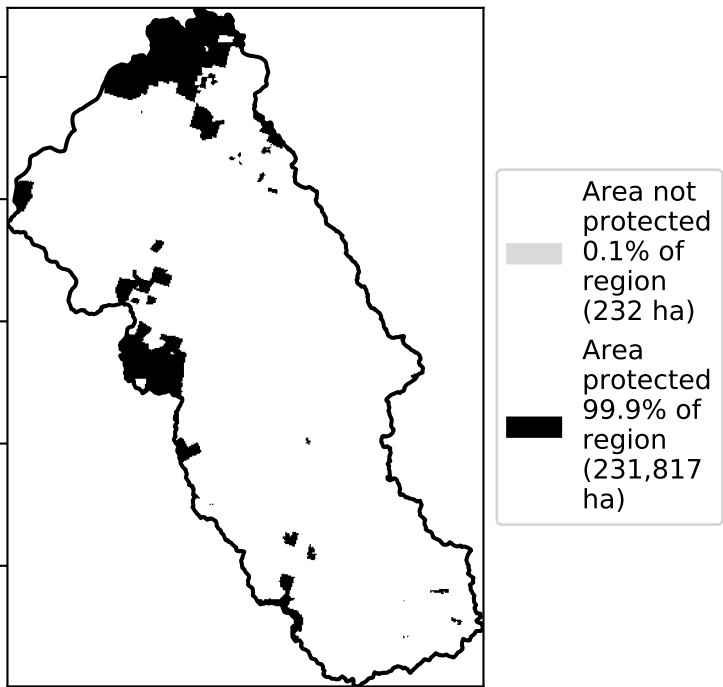 Area not
protected
0.1% of
region
(232 ha)
Area
protected
99.9% of
region
(231,817
ha)